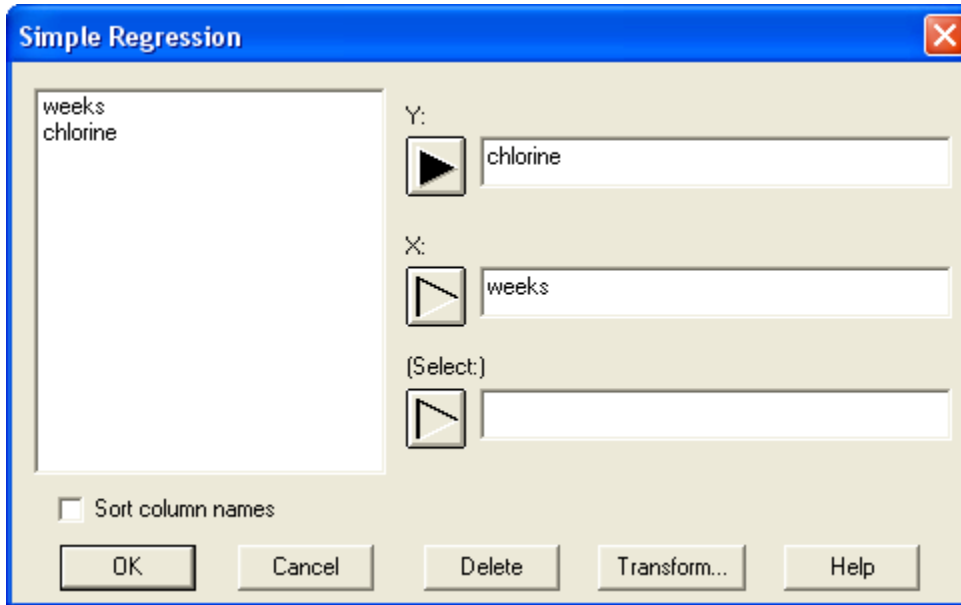 Simple Regression
weeks
chlorine
Y:
chlorine
X:
weeks
(Select:)
Sort column names
OK Cancel Delete Transform... Help